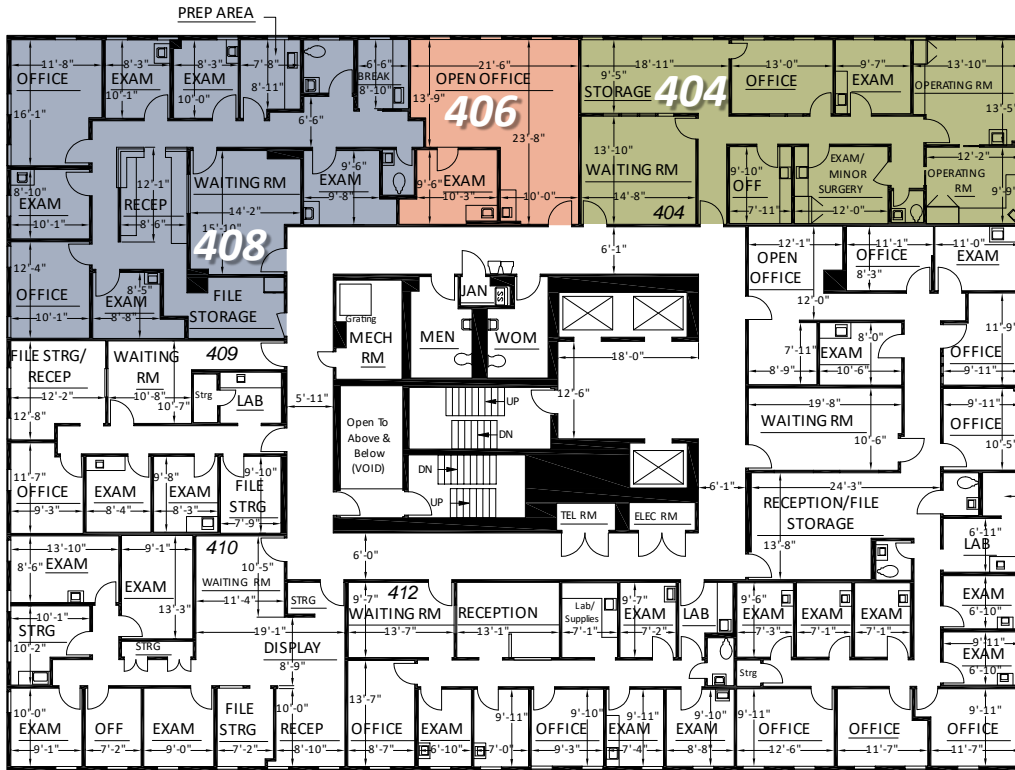 PREP AREA
11'-8"
OFFICE
16'-1"
8'-3"
EXAM
10'-1"
8'-3"
EXAM
10'-0"
7'-8"
8'-11"
6'-6"
BREAK
8'-10"
6'-6"
21'-6"
OPEN OFFICE
13'-9"
406
23'-8"
9'-6"
EXAM
10'-3"
10'-0"
18'-11"
9'-5"
STORAGE
404
13'-0"
OFFICE
9'-7"
EXAM
13'-10"
OPERATING RM
13'-5"
13'-10"
WAITING RM
14'-8"
404
9'-10"
OFF
7'-11"
EXAM/
MINOR
SURGERY
12'-0"
12'-2"
OPERATING
RM
9'-9"
8'-10"
EXAM
10'-1"
12'-1"
RECEP
8'-6"
WAITING RM
14'-2"
15'-10"
408
9'-6"
EXAM
9'-8"
12'-4"
OFFICE
10'-1"
8'-5"
EXAM
8'-8"
FILE
STORAGE
6'-1"
JAN
Grating
MECH
RM
MEN
WOM
18'-0"
12'-6"
12'-1"
OPEN
OFFICE
12'-0"
11'-1"
OFFICE
8'-3"
11'-0"
EXAM
FILE STRG/
RECEP
12'-2"
12'-8"
WAITING
RM
10'-8"
10'-7"
409
Strg
LAB
5'-11"
Open To
Above &
Below
(VOID)
UP
DN
DN
UP
7'-11"
8'-9"
8'-0"
EXAM
10'-6"
11'-9"
OFFICE
9'-11"
19'-8"
WAITING RM
10'-6"
9'-11"
OFFICE
10'-5"
11'-7"
OFFICE
9'-3"
EXAM
8'-4"
9'-8"
EXAM
8'-3"
9'-10"
FILE
STRG
7'-9"
6'-1"
24'-3"
RECEPTION/FILE
STORAGE
13'-8"
TEL RM
ELEC RM
6'-11"
LAB
13'-10"
8'-6"
EXAM
9'-1"
EXAM
13'-3"
410
10'-5"
WAITING RM
11'-4"
6'-0"
STRG
10'-1"
STRG
10'-2"
STRG
19'-1"
DISPLAY
8'-9"
9'-7"
412
WAITING RM
13'-7"
RECEPTION
13'-1"
Lab/
Supplies
7'-1"
9'-7"
EXAM
7'-2"
LAB
9'-6"
EXAM
7'-3"
EXAM
7'-1"
EXAM
7'-1"
EXAM
6'-10"
9'-11"
EXAM
6'-10"
Strg
10'-0"
EXAM
9'-1"
OFF
7'-2"
EXAM
9'-0"
FILE
STRG
7'-2"
10'-0"
RECEP
8'-10"
13'-7"
OFFICE
8'-7"
EXAM
6'-10"
9'-11"
7'-0"
9'-10"
OFFICE
9'-3"
9'-11"
EXAM
7'-4"
9'-10"
EXAM
8'-8"
9'-11"
OFFICE
12'-6"
OFFICE
11'-7"
9'-11"
OFFICE
11'-7"